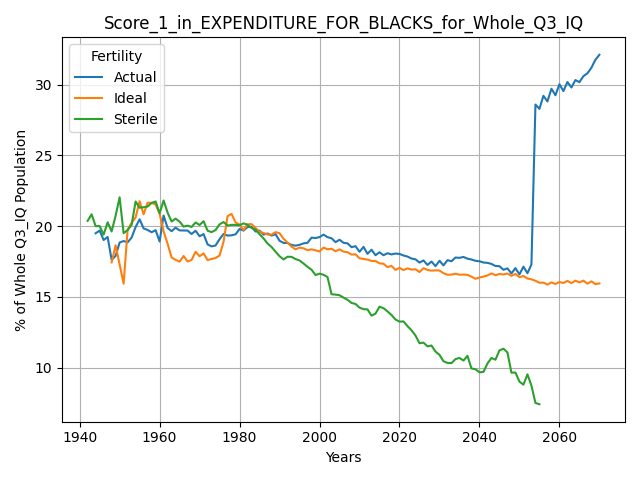 Score_1_in_EXPENDITURE_FOR_BLACKS_for_Whole_Q3_IQ
Fertility
Actual
Ideal
Sterile
% of Whole Q3_IQ Population
30
25
20
15
10
1940 1960 1980 2000 2020 2040 2060
Years